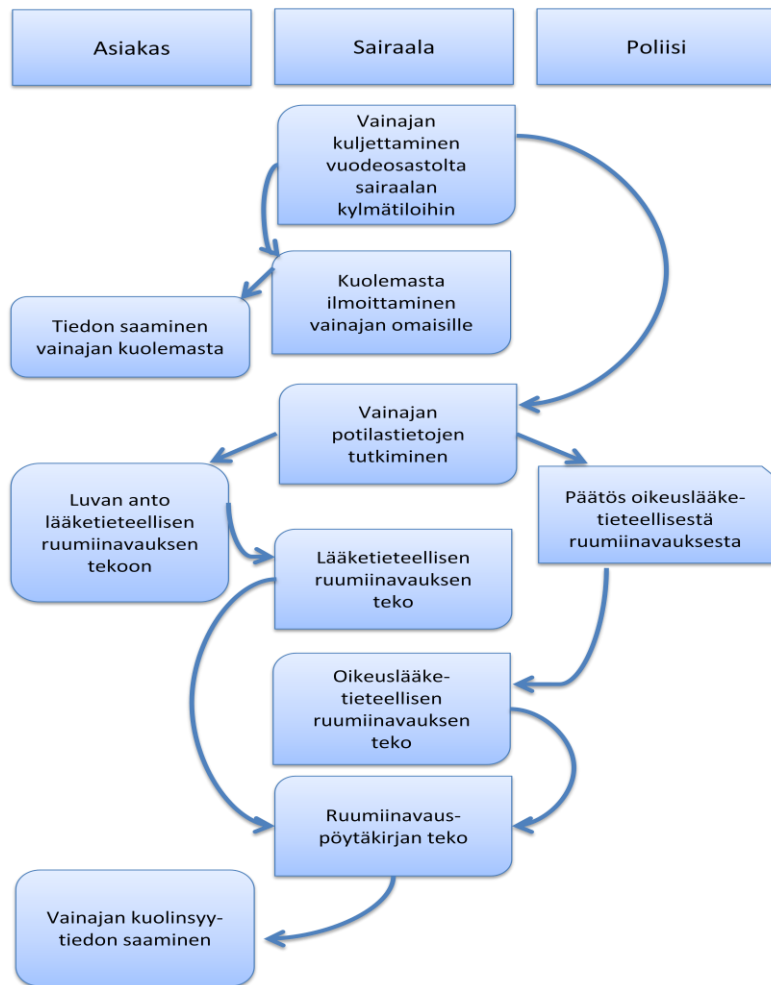 Asiakas
Sairaala
Poliisi
Vainajan
kuljettaminen
vuodeosastolta
sairaalan
kylmätiloihin
Kuolemasta
ilmoittaminen
vainajan omaisille
Tiedon saaminen
vainajan kuolemasta
Vainajan
potilastietojen
tutkiminen
Luvan anto
lääketieteellisen
ruumiinavauksen
tekoon
Päätös oikeuslääke-
tieteellisestä
ruumiinavauksesta
Lääketieteellisen
ruumiinavauksen
teko
Oikeuslääke-
tieteellisen
ruumiinavauksen
teko
Ruumiinavaus-
pöytäkirjan teko
Vainajan kuolinsyy-
tiedon saaminen